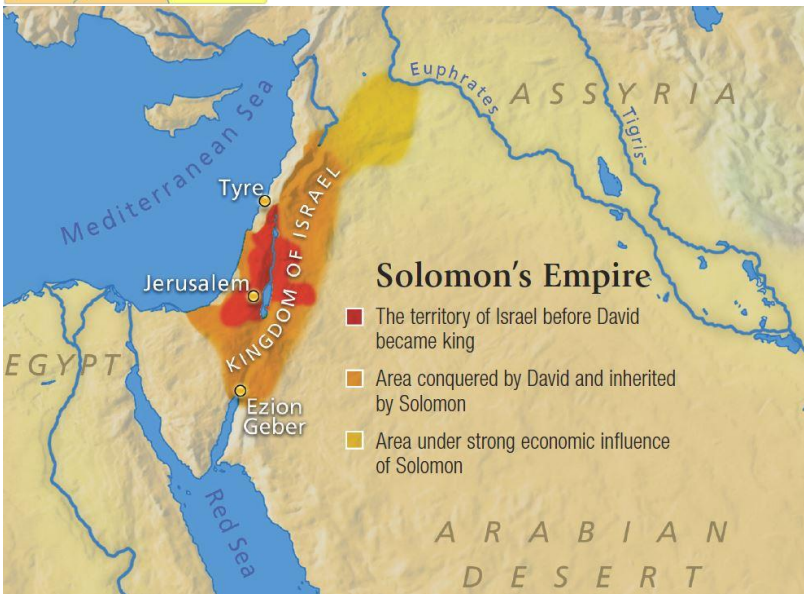 Mediterranean Sea
Euphrates
ASSYRIA
Tigris
Tyre
KINGDOM OF ISRAEL
Jerusalem
EGYPT
Ezion
Geber
Red Sea
Solomon's Empire
The territory of Israel before David
became king
Area conquered by David and inherited
by Solomon
Area under strong economic influence
of Solomon
ARABIAN
DESERT